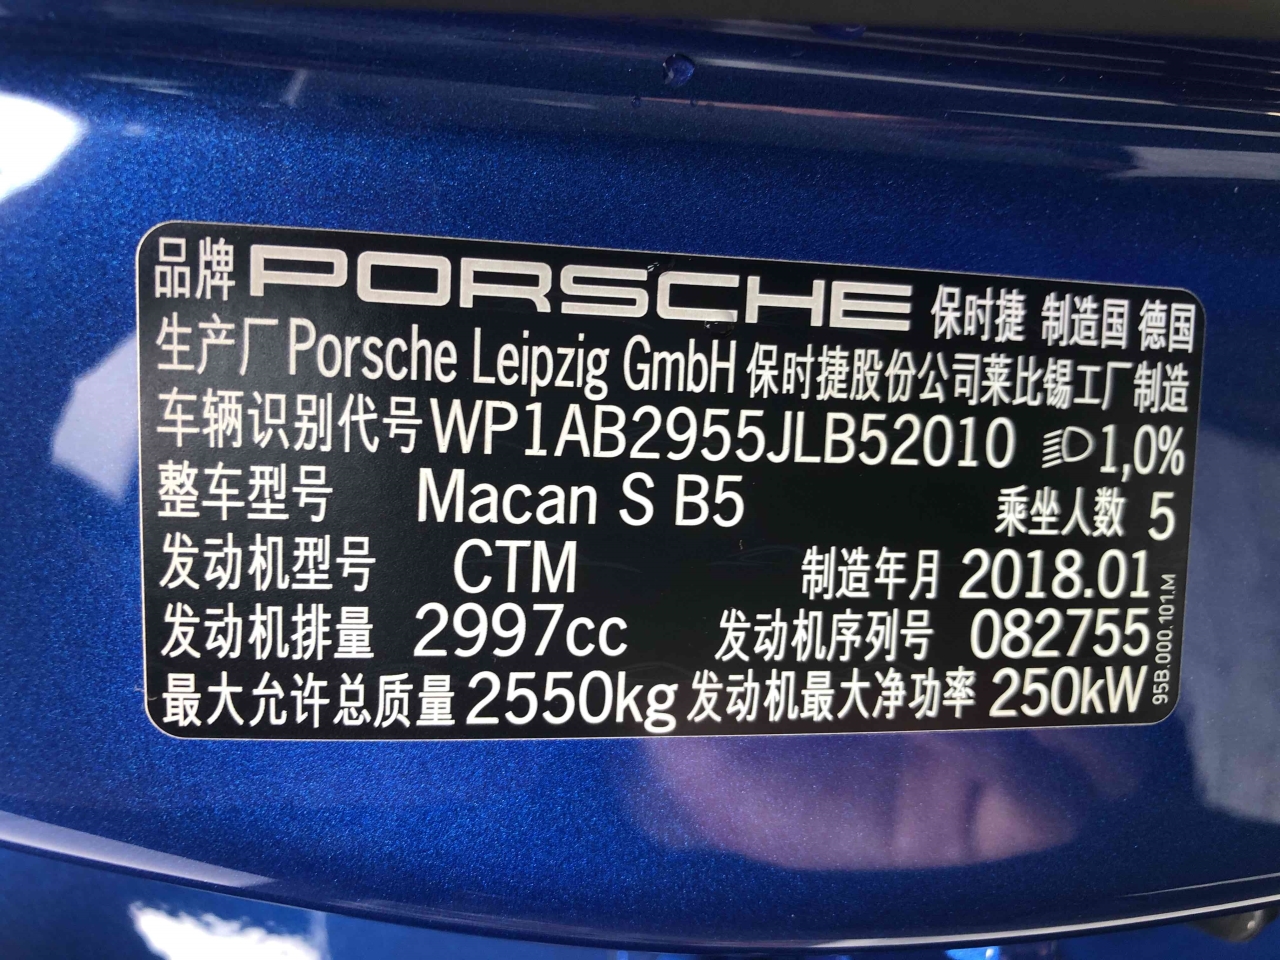 品牌 PORSCHE 保时捷 制造国 德国
生产厂 Porsche Leipzig GmbH 保时捷股份公司莱比锡工厂制造
车辆识别代号 WP1AB2955JLB52010 1,0%
整车型号 Macan S B5 乘坐人数 5
发动机型号 CTM 制造年月 2018.01
发动机排量 2997cc 发动机序列号 082755
最大允许总质量 2550kg 发动机最大净功率 250kW
95B.000.101.M